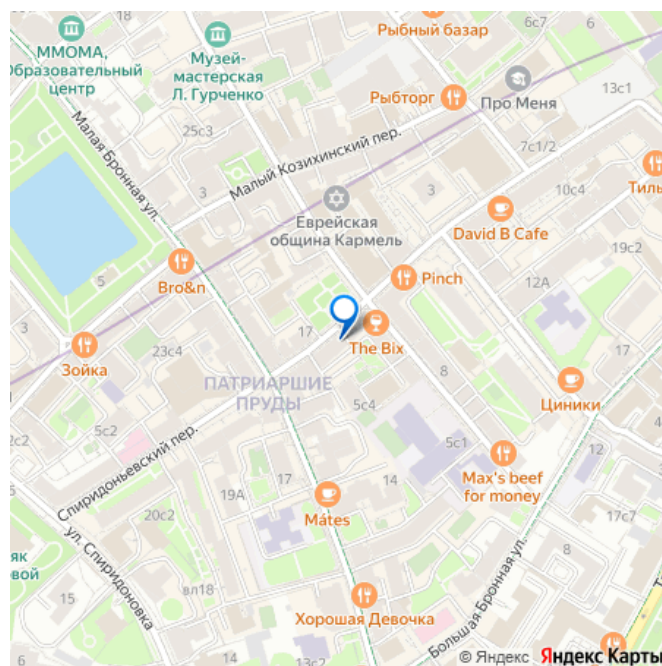 Рыбный базар
6с7
ММОМА,
Образовательный
центр
Музей-
мастерская
Л. Гурченко
13с1
Рыбторг
Про Меня
25с3
7с1/2
Малая Бронная ул.
Малый Козихинский пер.
3
3
3
10с4
Тиль
Еврейская
община Кармель
David B Cafe
19с2
5
Bro&n
Pinch
12А
17
The Bix
Зойка
23с4
ПАТРИАРШИЕ
ПРУДЫ
8
Циники
2с2
5с2
5с4
Спиридоньевский пер.
5с1
12
19А
17
14
Max's beef
for money
Mátes
20с2
17с7
ул. Спиридоновка
8
вл18
15
Хорошая Девочка
Большая Бронная ул.
6
10
14
13с2
11
© Яндекс Яндекс Карты